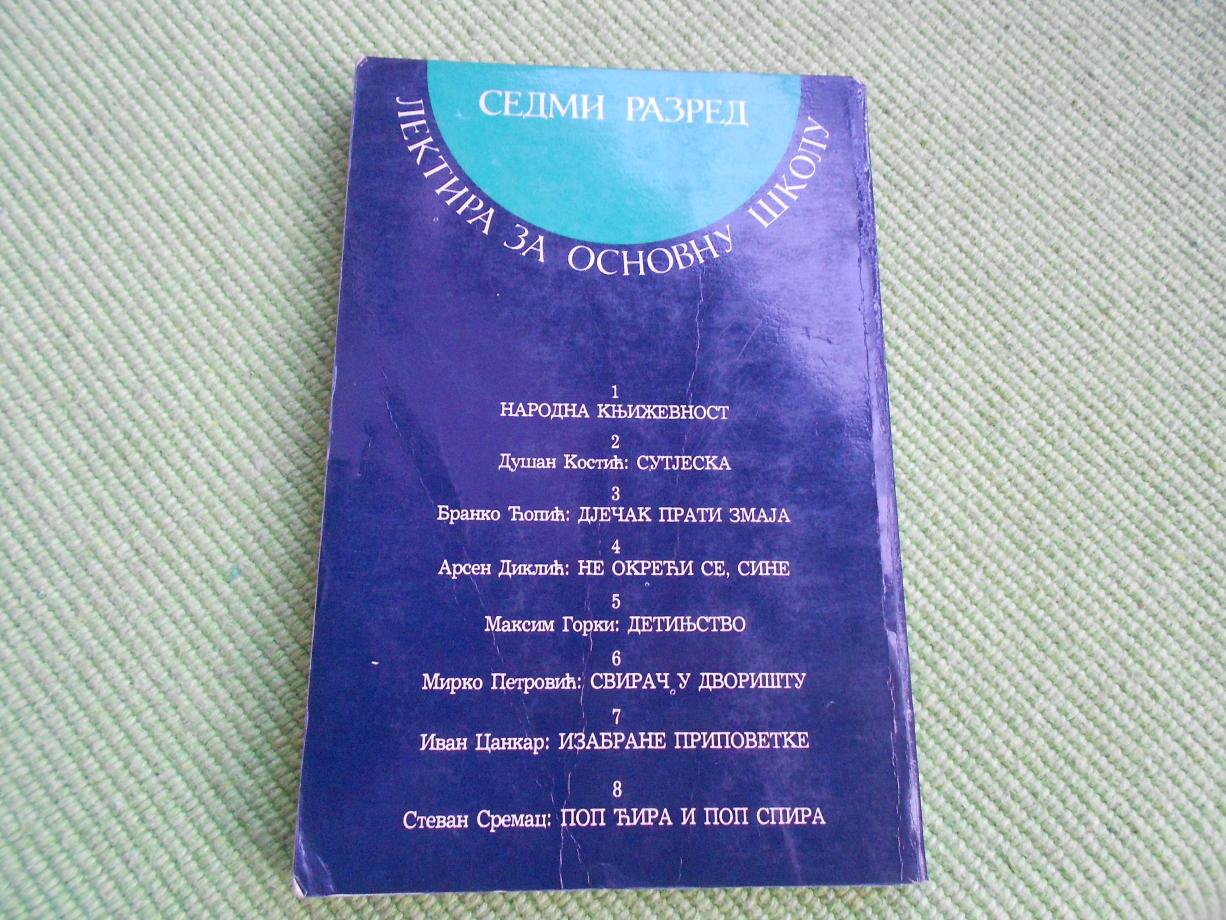 СЕДМИ РАЗРЕД
ЛЕКТИРА ЗА ОСНОВНУ ШКОЛУ
1
НАРОДНА КЊИЖЕВНОСТ
2
Душан Костић: СУТЈЕСКА
3
Бранко Ћопић: ДЈЕЧАК ПРАТИ ЗМАЈА
4
Арсен Диклић: НЕ ОКРЕЋИ СЕ, СИНЕ
5
Максим Горки: ДЕТИЊСТВО
6
Мирко Петровић: СВИРАЧ У ДВОРИШТУ
7
Иван Цанкар: ИЗАБРАНЕ ПРИПОВЕТКЕ
8
Стеван Сремац: ПОП ЋИРА И ПОП СПИРА